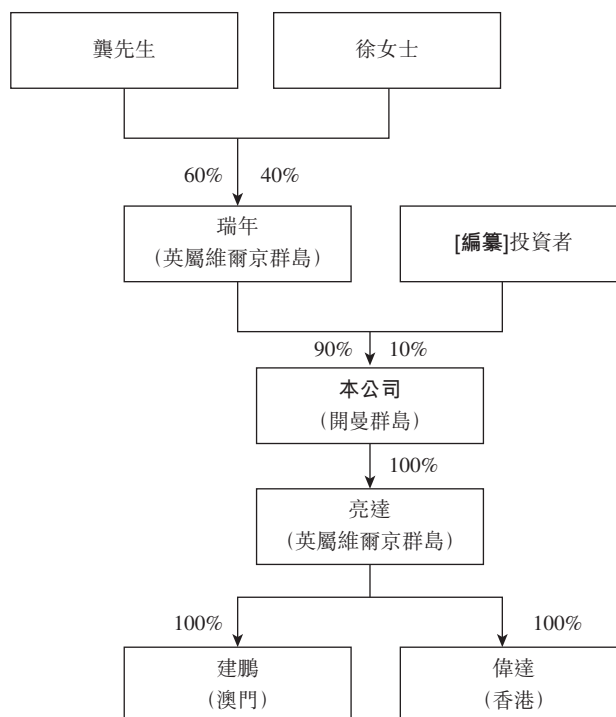 龔先生
徐女士
60%
40%
瑞年
(英屬維爾京群島)
[編纂]投資者
90%
10%
本公司
(開曼群島)
100%
亮達
(英屬維爾京群島)
100%
100%
建鵬
(澳門)
偉達
(香港)